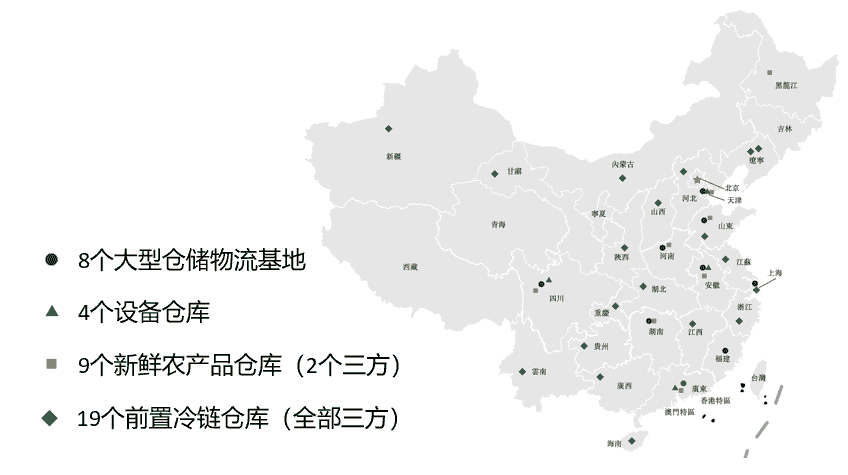 黑龍江
吉林
新疆
遼寧
內蒙古
甘肅
北京
河北
天津
寧夏
山西
青海
山東
陝西
河南
江蘇
8个大型仓储物流基地
西藏
上海
安徽
四川
湖北
浙江
4个设备仓库
重慶
湖南
江西
貴州
福建
9个新鲜农产品仓库（2个三方）
雲南
廣西
廣東
台灣
香港特區
澳門特區
19个前置冷链仓库（全部三方）
海南